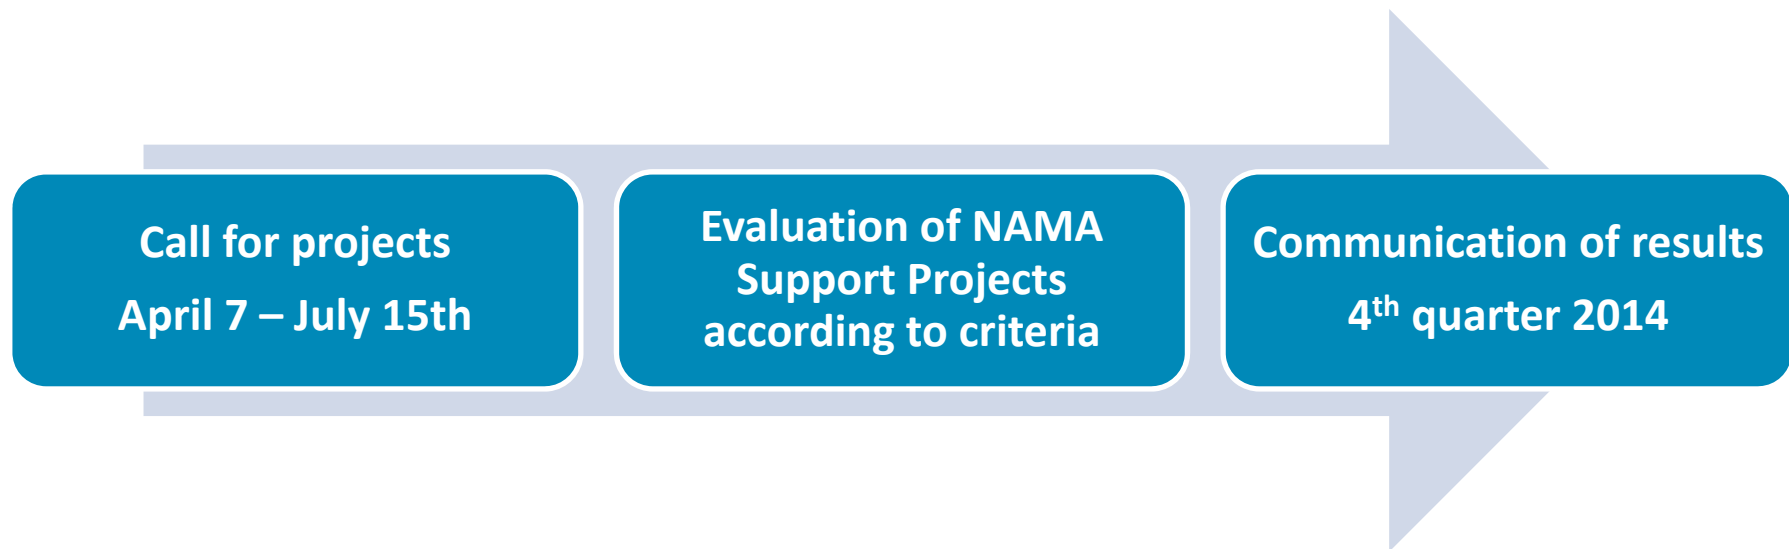 Call for projects
April 7 – July 15th
Evaluation of NAMA
Support Projects
according to criteria
Communication of results
4th quarter 2014